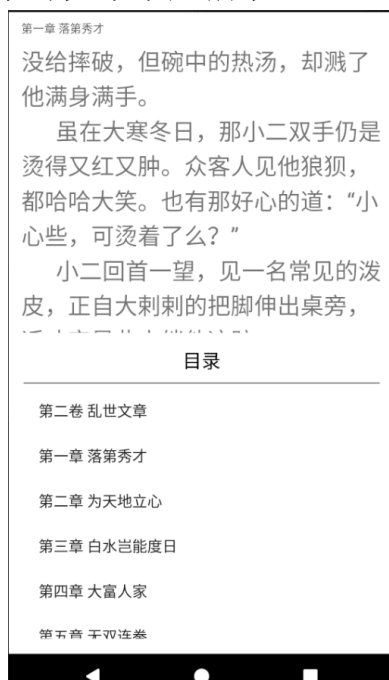 第一章 落第秀才
没给摔破，但碗中的热汤，却溅了
他满身满手。
虽在大寒冬日，那小二双手仍是
烫得又红又肿。众客人见他狼狈，
都哈哈大笑。也有那好心的道：“小
心些，可烫着了么？”
小二回首一望，见一名常见的泼
皮，正自大剌剌的把脚伸出桌旁，
目录
第二卷 乱世文章
第一章 落第秀才
第二章 为天地立心
第三章 白水岂能度日
第四章 大富人家
第五章 天双连拳